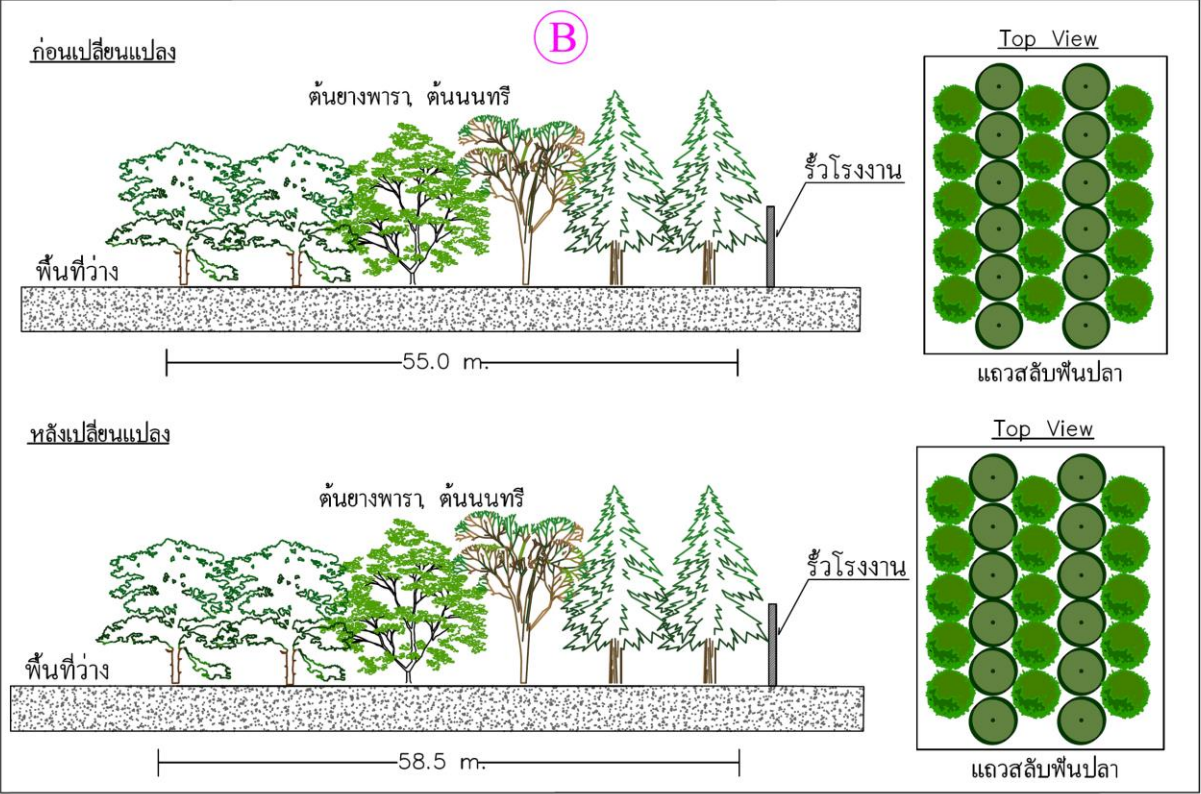 B
ก่อนเปลี่ยนแปลง
Top View
ต้นยางพารา, ต้นนนทรี
รั้วโรงงาน
พื้นที่ว่าง
55.0 m.
แถวสลับฟันปลา
หลังเปลี่ยนแปลง
Top View
ต้นยางพารา, ต้นนนทรี
รั้วโรงงาน
พื้นที่ว่าง
58.5 m.
แถวสลับฟันปลา